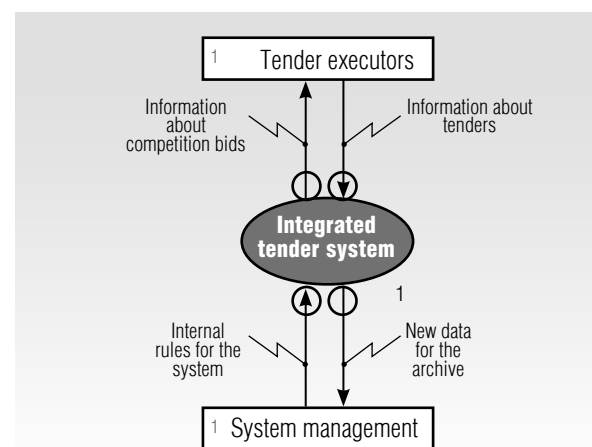 1 Tender executors
Information
about
competition bids
Information about
tenders
Integrated
tender system
1
Internal
rules for the
system
New data
for the
archive
1 System management